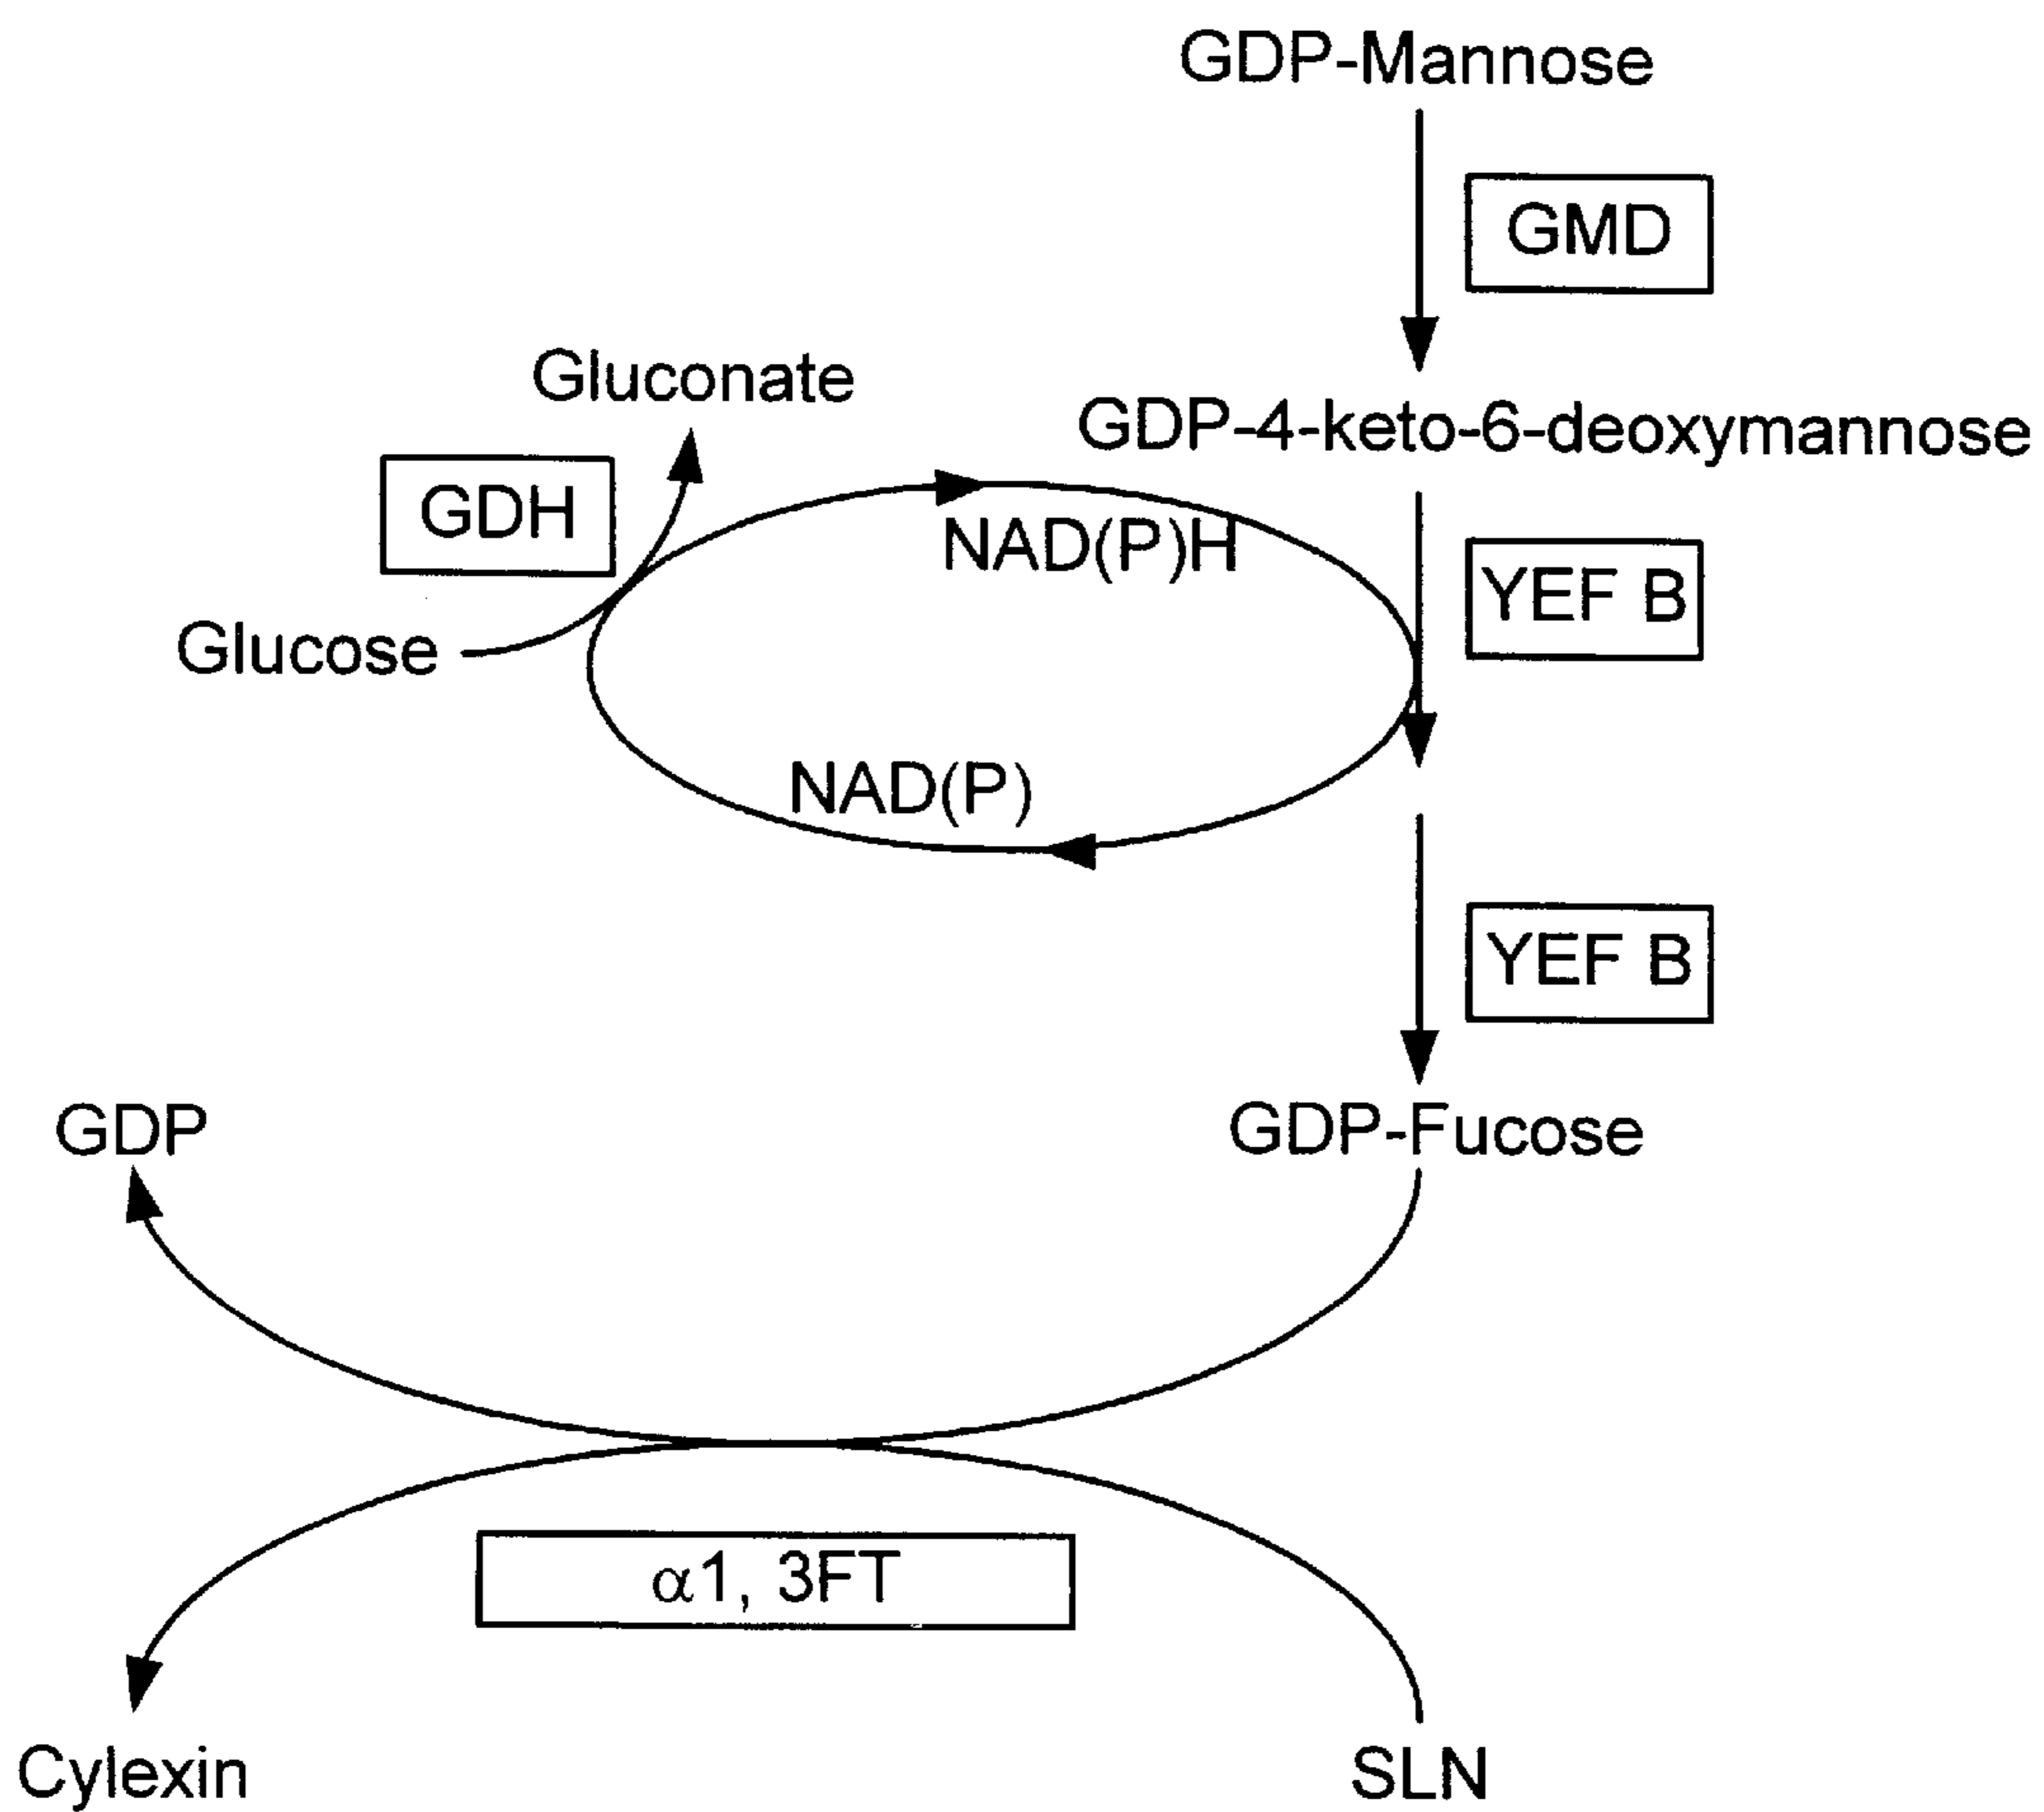 GDP-Mannose
GMD
Gluconate
GDP-4-keto-6-deoxymannose
GDH
NAD(P)H
YEF B
Glucose
NAD(P)
YEF B
GDP
GDP-Fucose
α1, 3FT
Cylexin
SLN